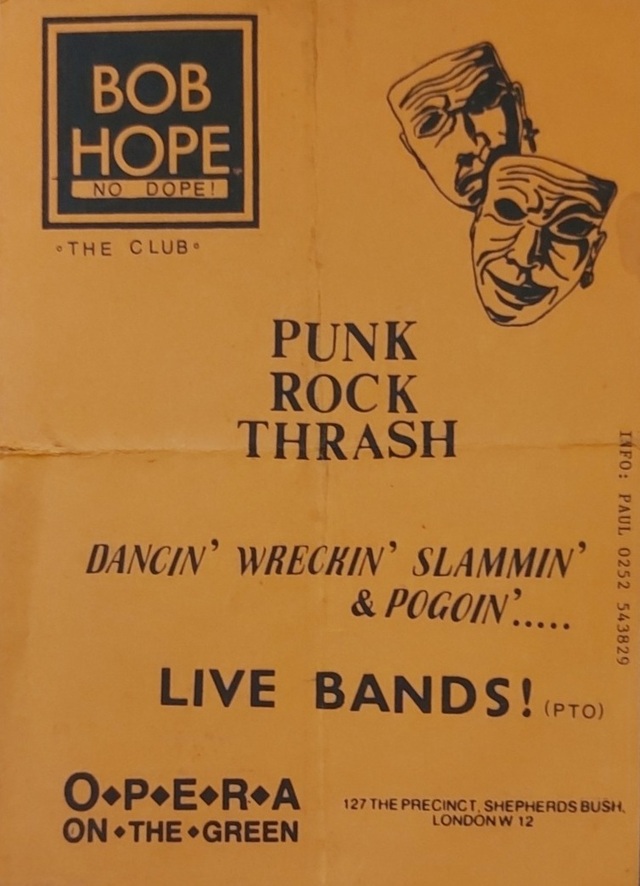 BOB
HOPE
NO DOPE!
°THE CLUB°
PUNK
ROCK
THRASH
DANCIN' WRECKIN' SLAMMIN'
& POGOIN'.....
LIVE BANDS! (PTO)
O◆P◆E◆R◆A
ON◆THE◆GREEN
127 THE PRECINCT, SHEPHERDS BUSH,
LONDON W 12
INFO: PAUL 0252 543829